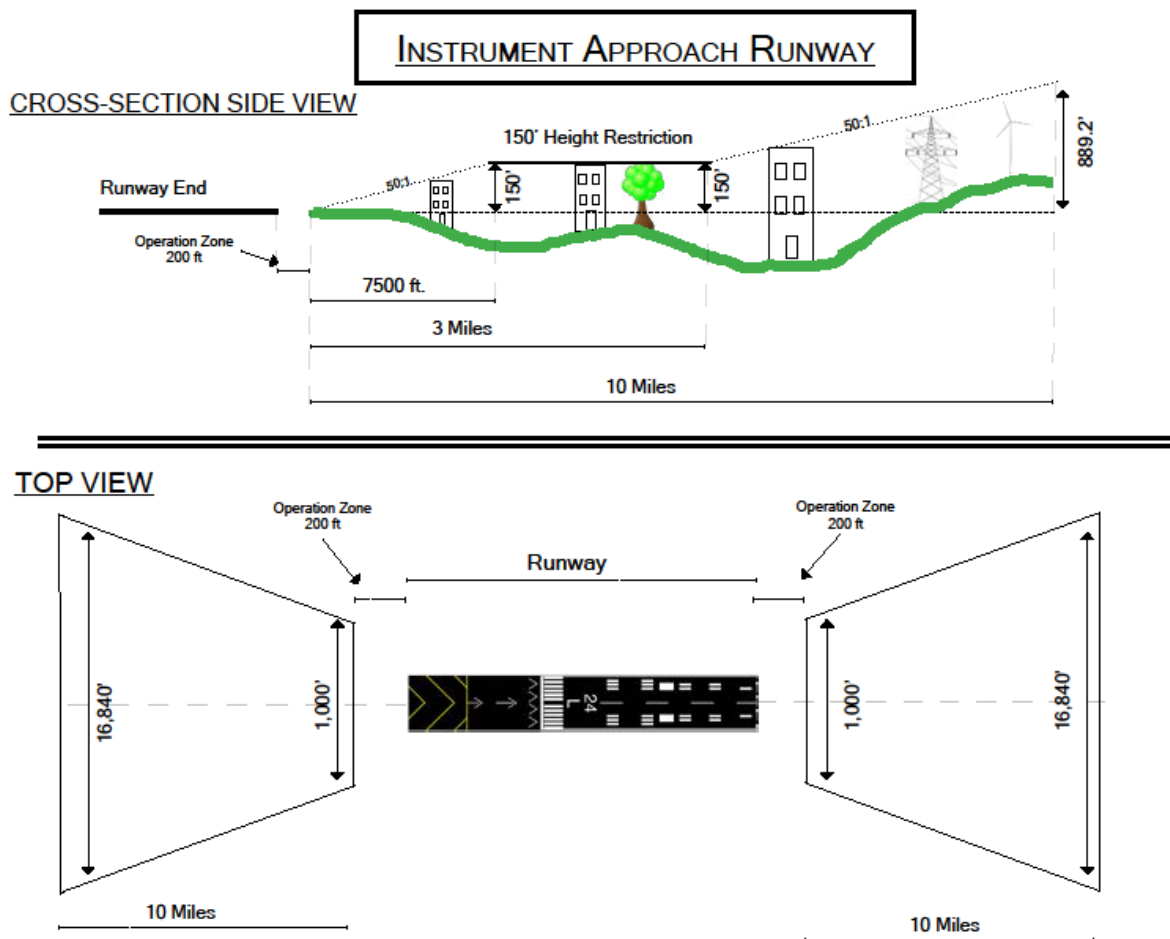 INSTRUMENT APPROACH RUNWAY
CROSS-SECTION SIDE VIEW
50:1
150' Height Restriction
889.2'
Runway End
50:1
150'
150'
Operation Zone
200 ft
7500 ft.
3 Miles
10 Miles
TOP VIEW
Operation Zone
200 ft
Operation Zone
200 ft
Runway
16,840'
1,000'
24
L
1,000'
16,840'
10 Miles
10 Miles